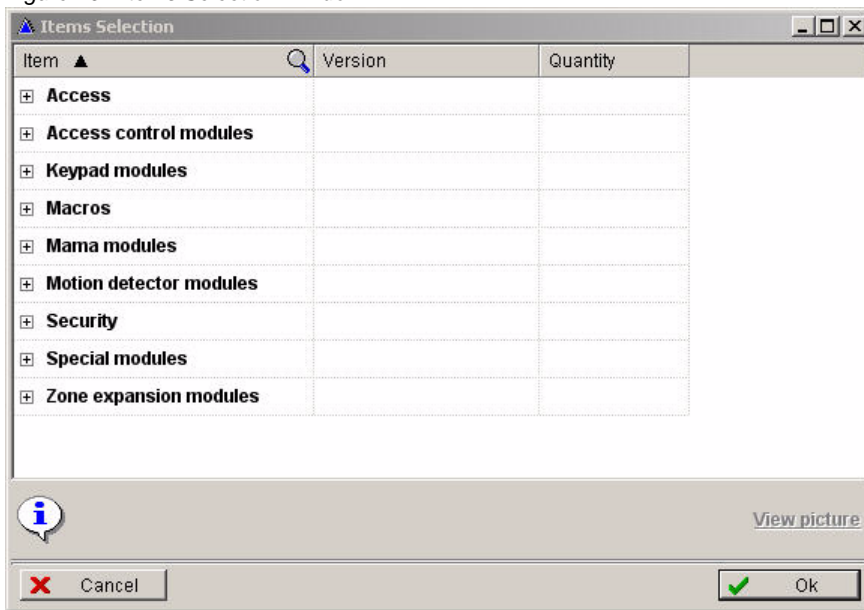 Items Selection
Item Version Quantity
Access
Access control modules
Keypad modules
Macros
Mama modules
Motion detector modules
Security
Special modules
Zone expansion modules
View picture
Cancel Ok